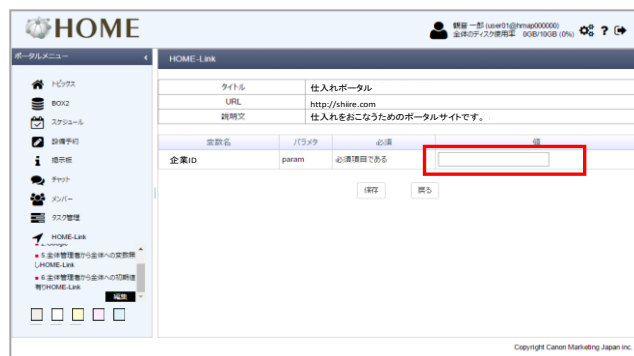 HOME
観音 一郎 (user01@hmap000000)
全体のディスク使用率 0GB/10GB (0%)
ポータルメニュー
HOME-Link
トピックス
BOX2
スケジュール
設備予約
掲示板
チャット
メンバー
タスク管理
HOME-Link
5.全体管理者から全体への変数無
しHOME-Link
6.全体管理者から全体への初期値
有りHOME-Link
編集
タイトル 仕入れポータル
URL http://shiire.com
説明文 仕入れをおこなうためのポータルサイトです。
変数名 パラメタ 必須 値
企業ID param 必須項目である
保存 戻る
Copyright Canon Marketing Japan Inc.